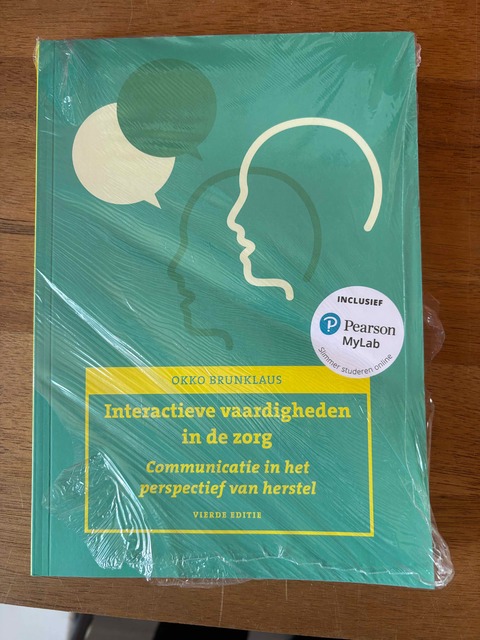 INCLUSIEF
Pearson
MyLab
Slimmer studeren online
OKKO BRUNKLAUS
Interactieve vaardigheden
in de zorg
Communicatie in het
perspectief van herstel
VIERDE EDITIE